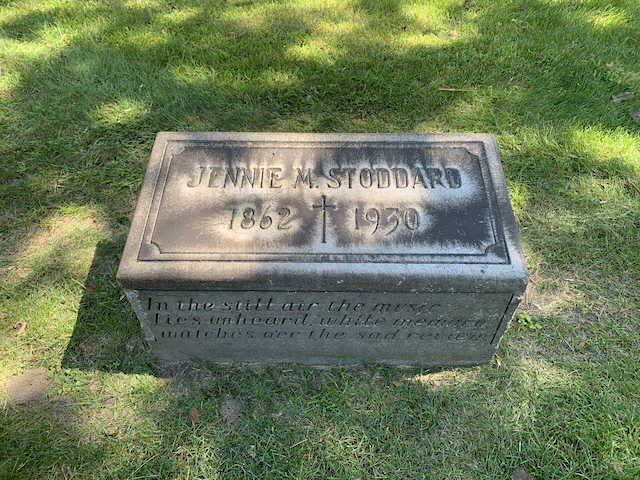 JENNIE M. STODDARD
1862 1930
In the still air the music
lies unheard, while memory
watches o'er the sad review